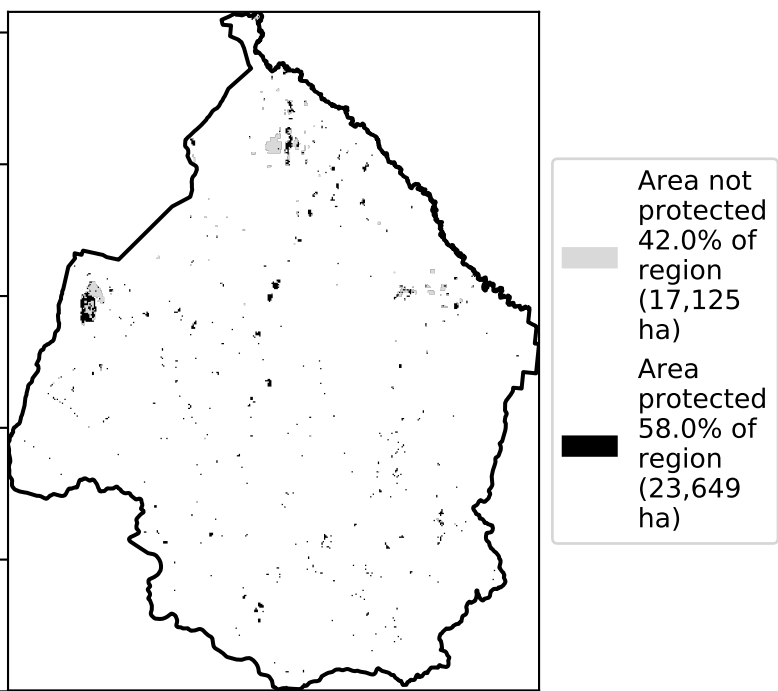 Area not
protected
42.0% of
region
(17,125
ha)
Area
protected
58.0% of
region
(23,649
ha)